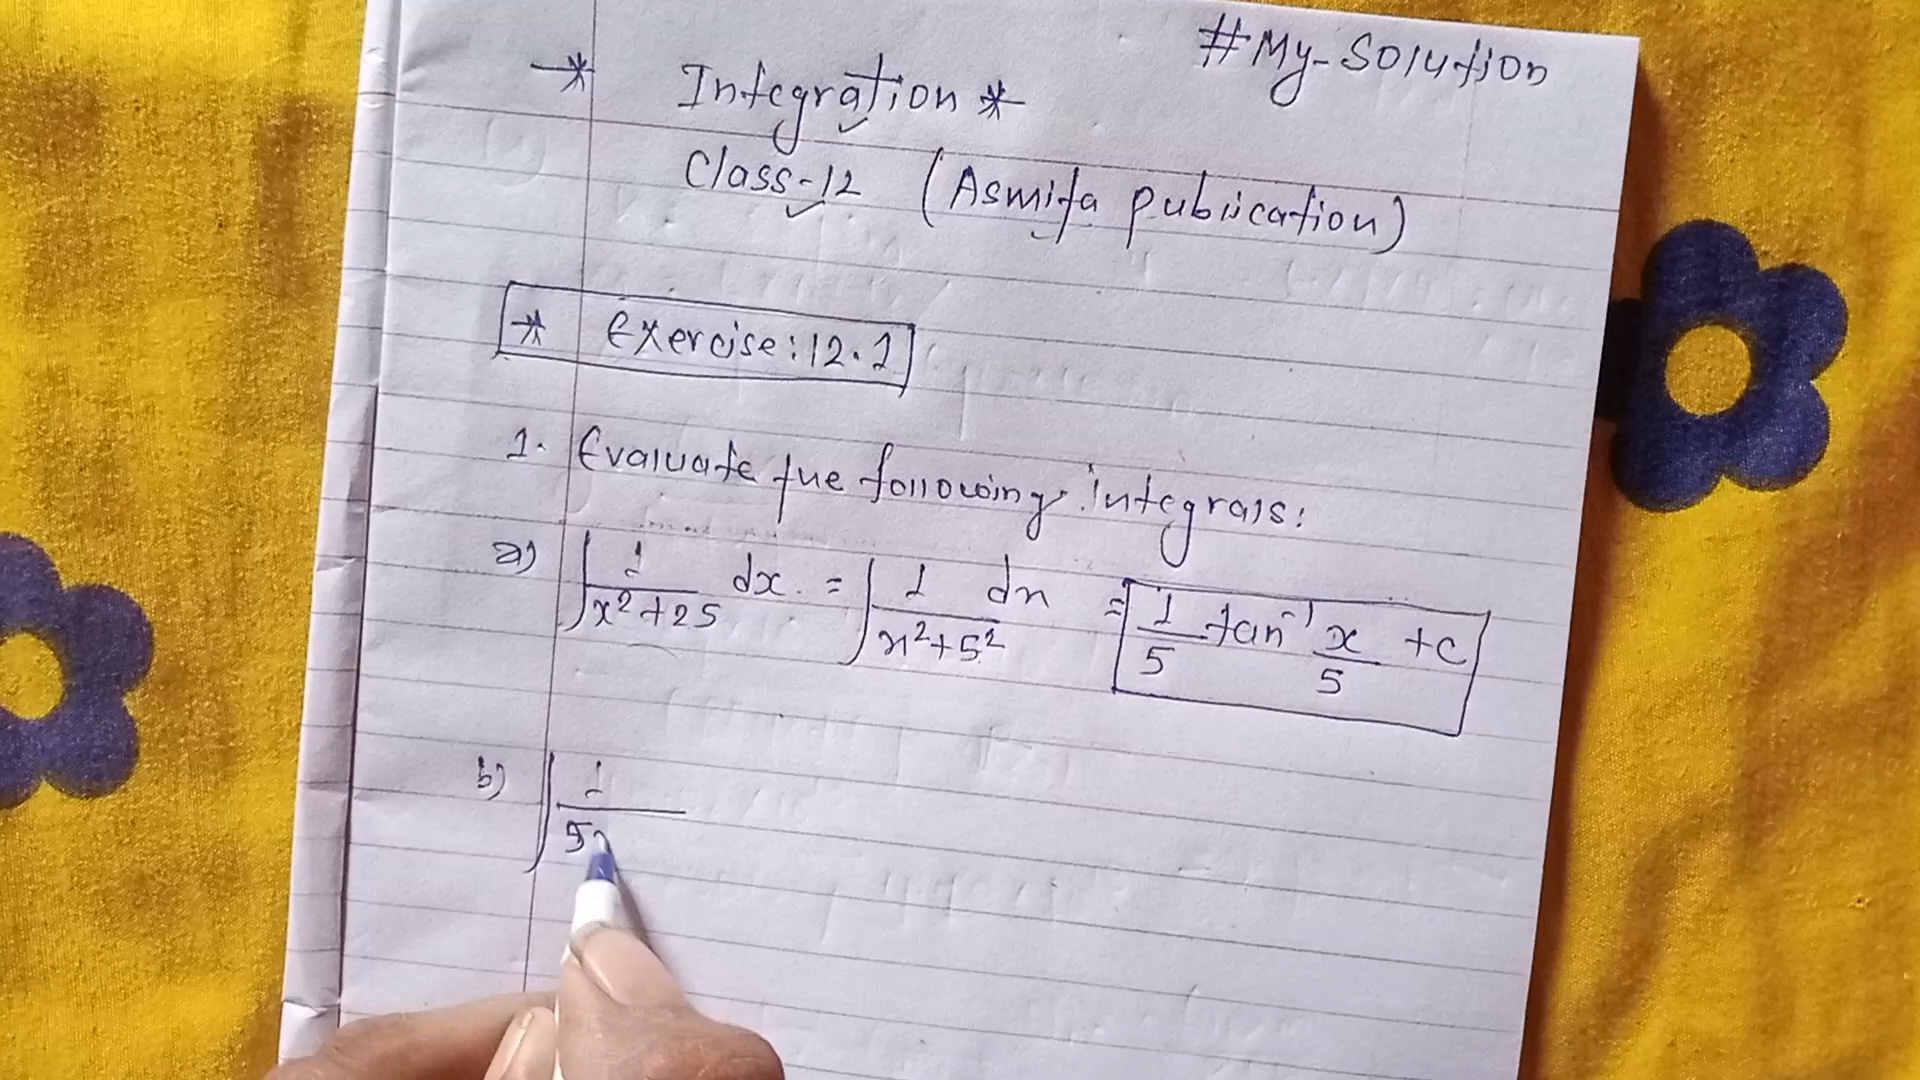 #My-Solution
* Integration *
Class-12 (Asmita publication)
* Exercise: 12.1
1. Evaluate the following integrals:
a) ∫ 1/(x²+25) dx. = ∫ 1/(x²+5²) dx = 1/5 tan⁻¹ x/5 + c
b) ∫ 1/5